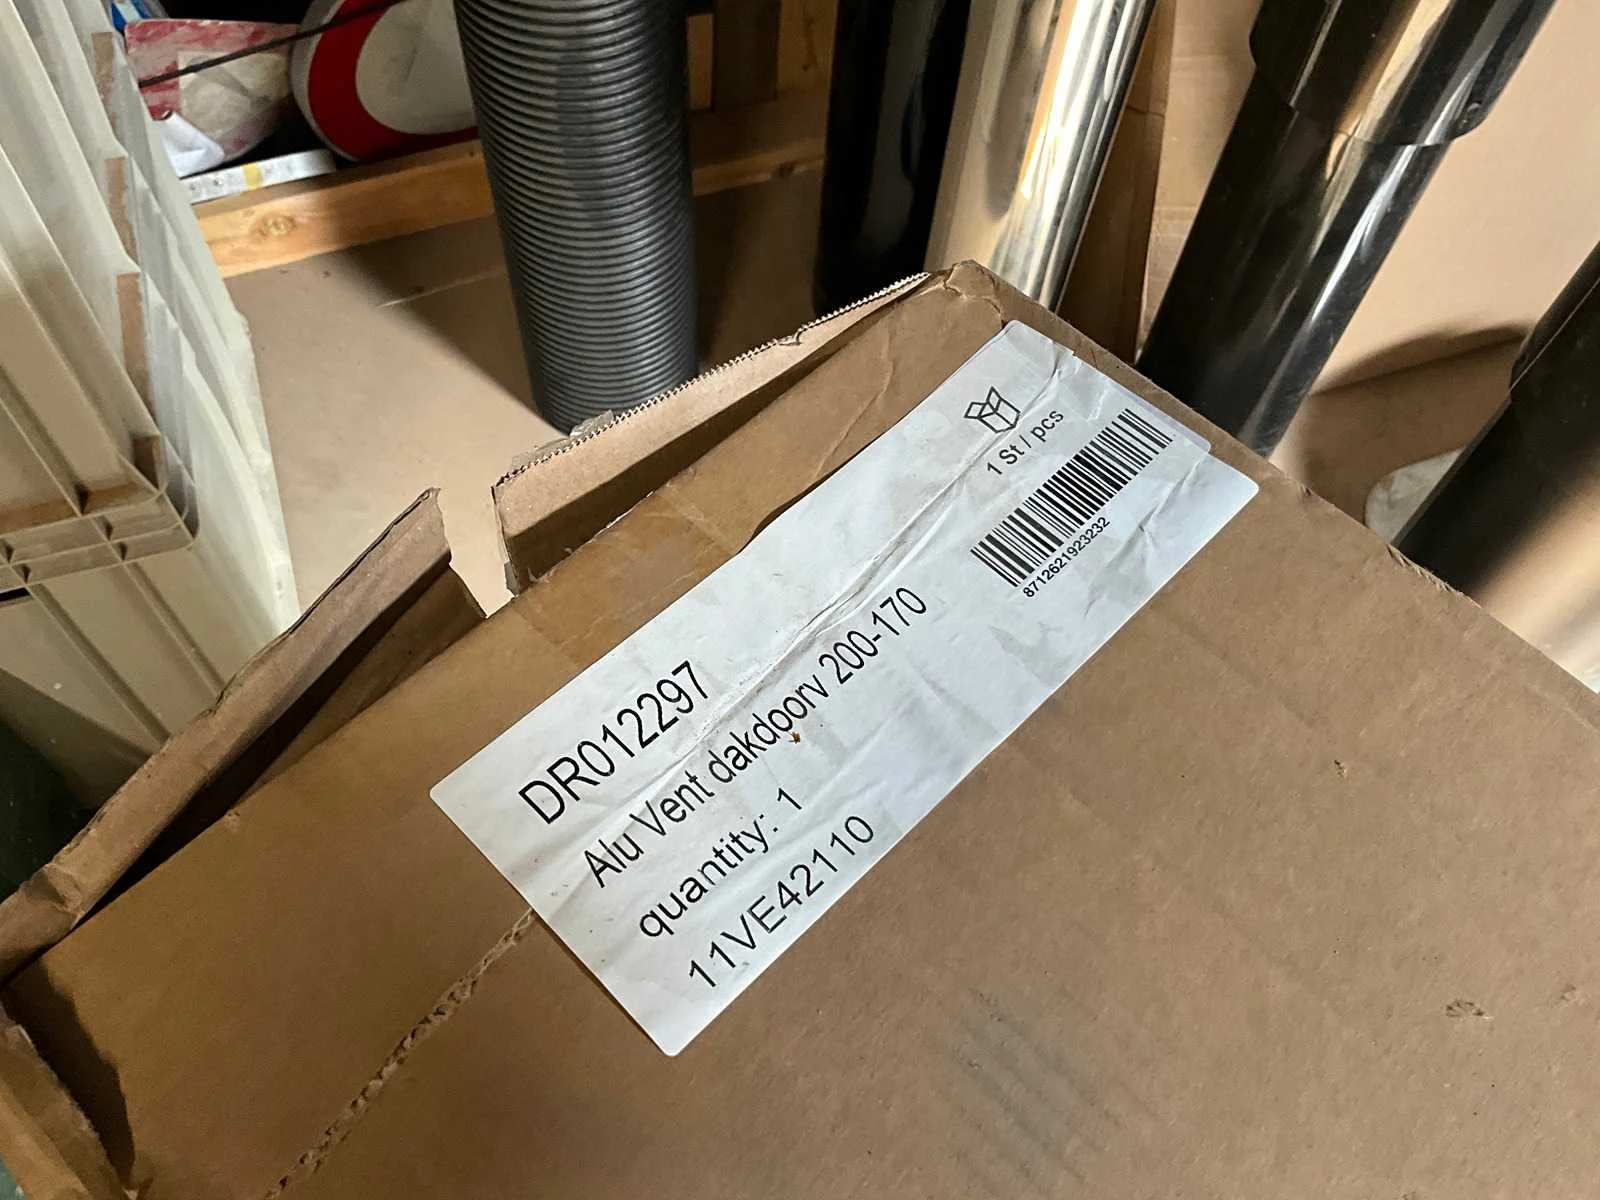 1 St / pcs
8712621923232
DR012297
Alu Vent dakdoorv 200-170
quantity: 1
11VE42110